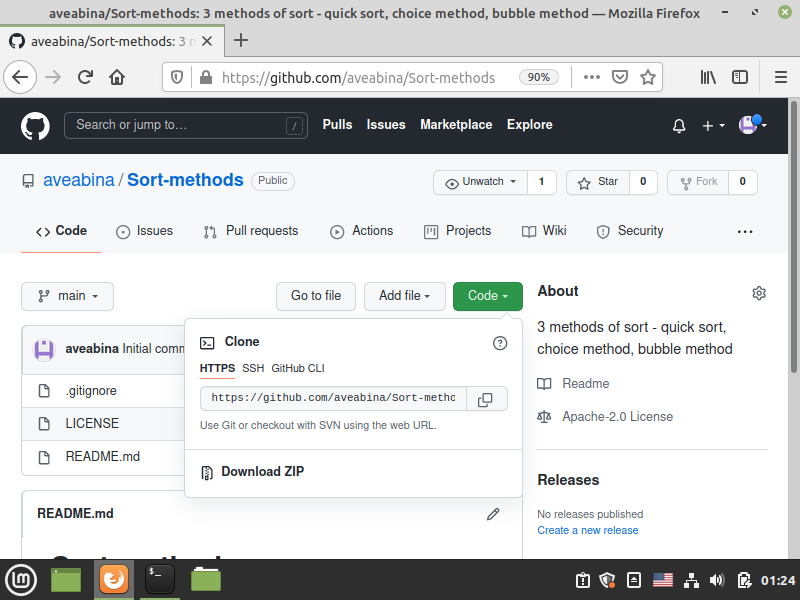 aveabina/Sort-methods: 3 methods of sort - quick sort, choice method, bubble method — Mozilla Firefox
aveabina/Sort-methods: 3 m
https://github.com/aveabina/Sort-methods
90%
Search or jump to…
/
Pulls
Issues
Marketplace
Explore
aveabina / Sort-methods
Public
Unwatch
1
Star
0
Fork
0
Code
Issues
Pull requests
Actions
Projects
Wiki
Security
main
Go to file
Add file
Code
About
3 methods of sort - quick sort,
choice method, bubble method
Readme
Apache-2.0 License
Releases
No releases published
Create a new release
aveabina Initial comm
.gitignore
LICENSE
README.md
Clone
HTTPS
SSH
GitHub CLI
https://github.com/aveabina/Sort-metho
Use Git or checkout with SVN using the web URL.
Download ZIP
README.md
01:24